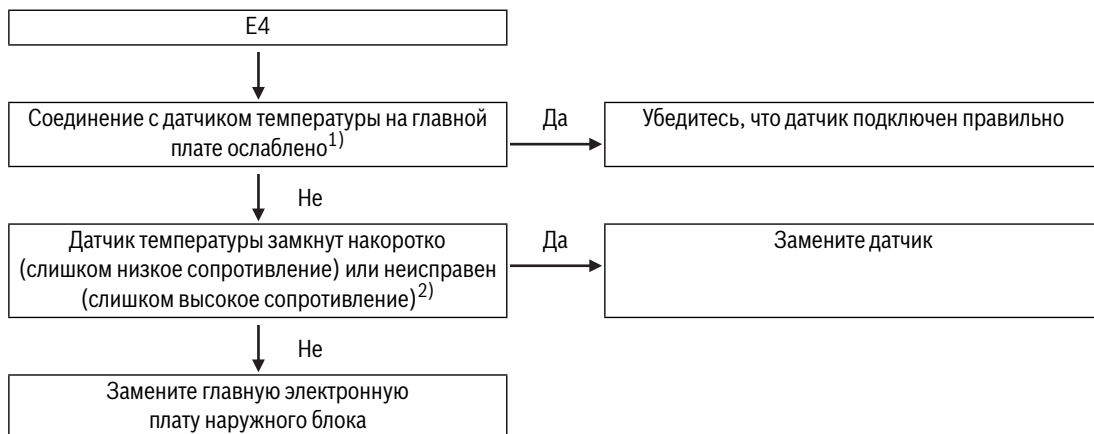 E4
Соединение с датчиком температуры на главной
плате ослаблено1)
Да
Убедитесь, что датчик подключен правильно
Не
Датчик температуры замкнут накоротко
(слишком низкое сопротивление) или неисправен
(слишком высокое сопротивление)2)
Да
Замените датчик
Не
Замените главную электронную
плату наружного блока